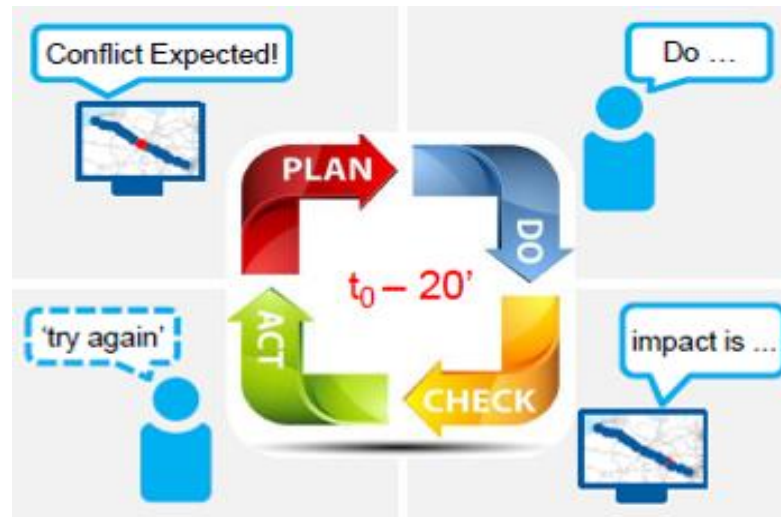 Conflict Expected!
Do ...
PLAN
DO
t₀ – 20’
‘try again’
ACT
impact is ...
CHECK